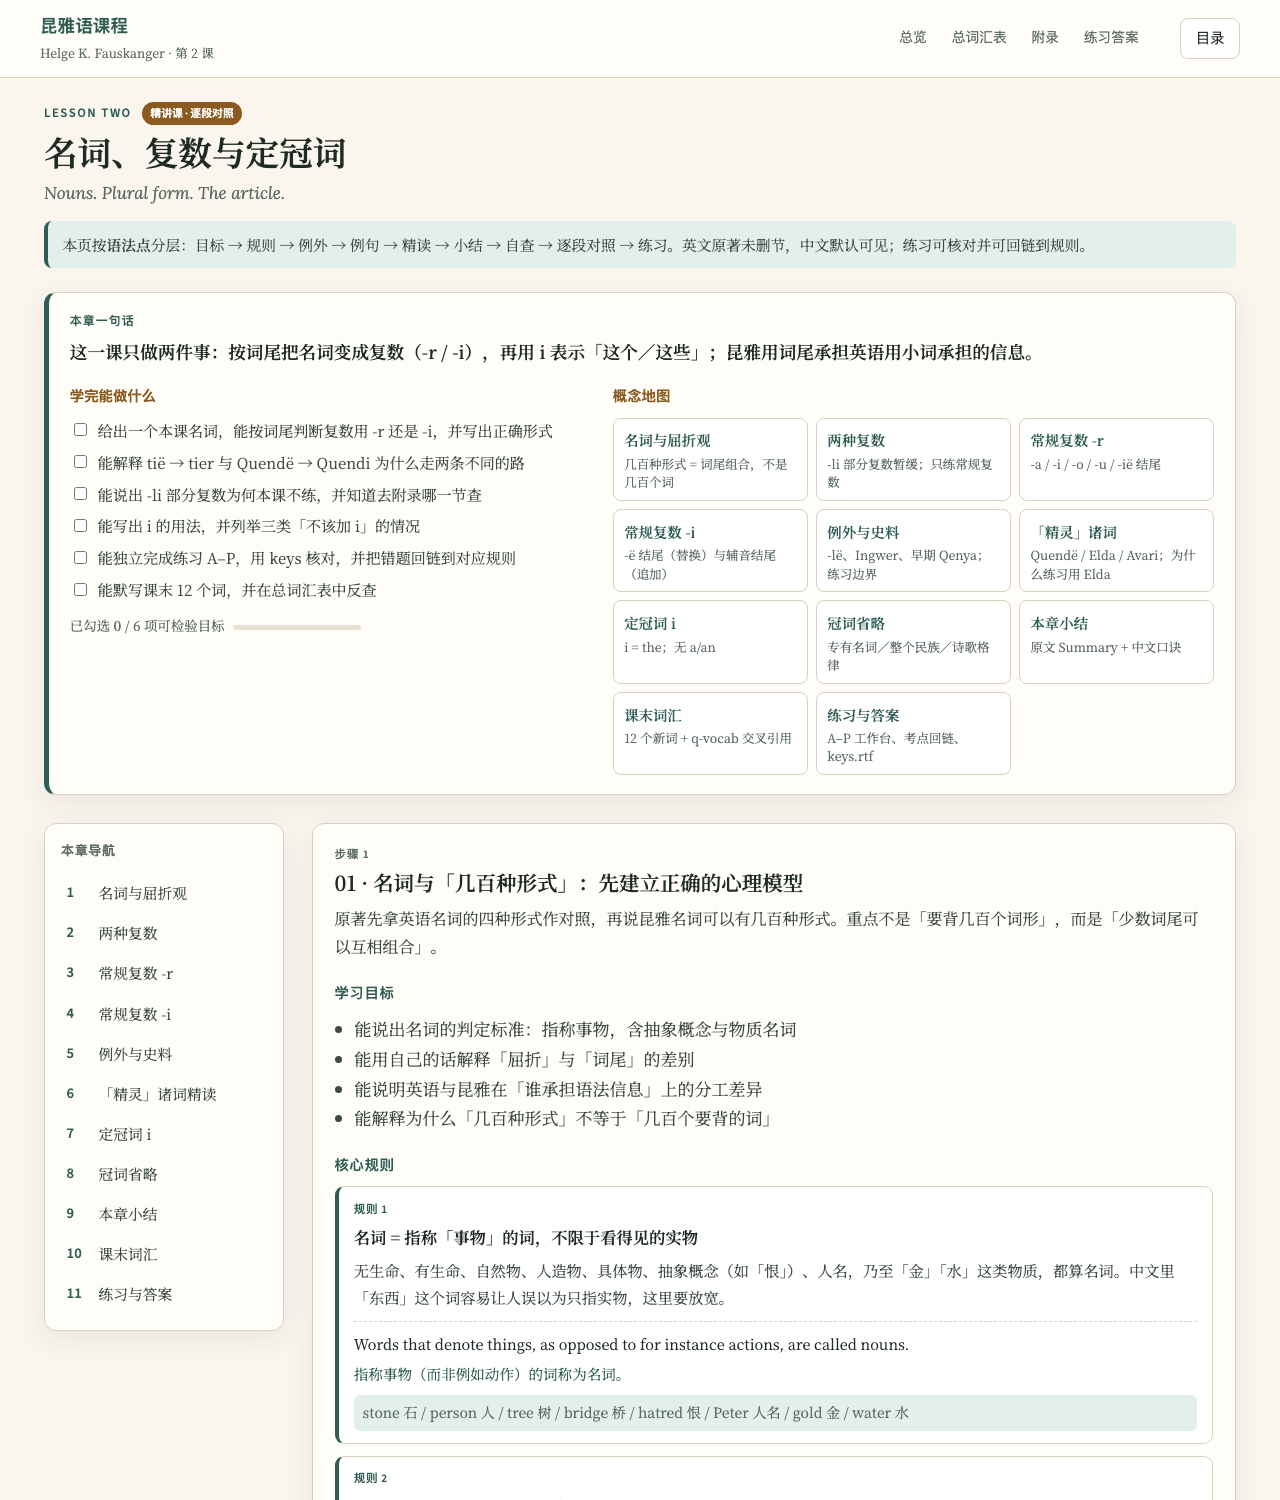 昆雅语课程
Helge K. Fauskanger · 第 2 课
总览
总词汇表
附录
练习答案
目录
LESSON TWO
精讲课 · 逐段对照
名词、复数与定冠词
Nouns. Plural form. The article.
本页按语法点分层：目标 → 规则 → 例外 → 例句 → 精读 → 小结 → 自查 → 逐段对照 → 练习。英文原著未删节，中文默认可见；练习可核对并可回链到规则。
本章一句话
这一课只做两件事：按词尾把名词变成复数（-r / -i），再用 i 表示「这个／这些」；昆雅用词尾承担英语用小词承担的信息。
学完能做什么
给出一个本课名词，能按词尾判断复数用 -r 还是 -i，并写出正确形式
能解释 tië → tier 与 Quendë → Quendi 为什么走两条不同的路
能说出 -li 部分复数为何本课不练，并知道去附录哪一节查
能写出 i 的用法，并列举三类「不该加 i」的情况
能独立完成练习 A–P，用 keys 核对，并把错题回链到对应规则
能默写课末 12 个词，并在总词汇表中反查
已勾选 0 / 6 项可检验目标
概念地图
名词与屈折观
几百种形式 = 词尾组合，不是
几百个词
两种复数
-li 部分复数暂缓；只练常规复
数
常规复数 -r
-a / -i / -o / -u / -ië 结尾
常规复数 -i
-ë 结尾（替换）与辅音结尾
（追加）
例外与史料
-lë、Ingwer、早期 Qenya；
练习边界
「精灵」诸词
Quendë / Elda / Avari；为什
么练习用 Elda
定冠词 i
i = the；无 a/an
冠词省略
专有名词／整个民族／诗歌格
律
本章小结
原文 Summary + 中文口诀
课末词汇
12 个新词 + q-vocab 交叉引用
练习与答案
A–P 工作台、考点回链、
keys.rtf
本章导航
1 名词与屈折观
2 两种复数
3 常规复数 -r
4 常规复数 -i
5 例外与史料
6 「精灵」诸词精读
7 定冠词 i
8 冠词省略
9 本章小结
10 课末词汇
11 练习与答案
步骤 1
01 · 名词与「几百种形式」：先建立正确的心理模型
原著先拿英语名词的四种形式作对照，再说昆雅名词可以有几百种形式。重点不是「要背几百个词形」，而是「少数词尾可
以互相组合」。
学习目标
能说出名词的判定标准：指称事物，含抽象概念与物质名词
能用自己的话解释「屈折」与「词尾」的差别
能说明英语与昆雅在「谁承担语法信息」上的分工差异
能解释为什么「几百种形式」不等于「几百个要背的词」
核心规则
规则 1
名词 = 指称「事物」的词，不限于看得见的实物
无生命、有生命、自然物、人造物、具体物、抽象概念（如「恨」）、人名，乃至「金」「水」这类物质，都算名词。中文里
「东西」这个词容易让人误以为只指实物，这里要放宽。
Words that denote things, as opposed to for instance actions, are called nouns.
指称事物（而非例如动作）的词称为名词。
stone 石 / person 人 / tree 树 / bridge 桥 / hatred 恨 / Peter 人名 / gold 金 / water 水
规则 2